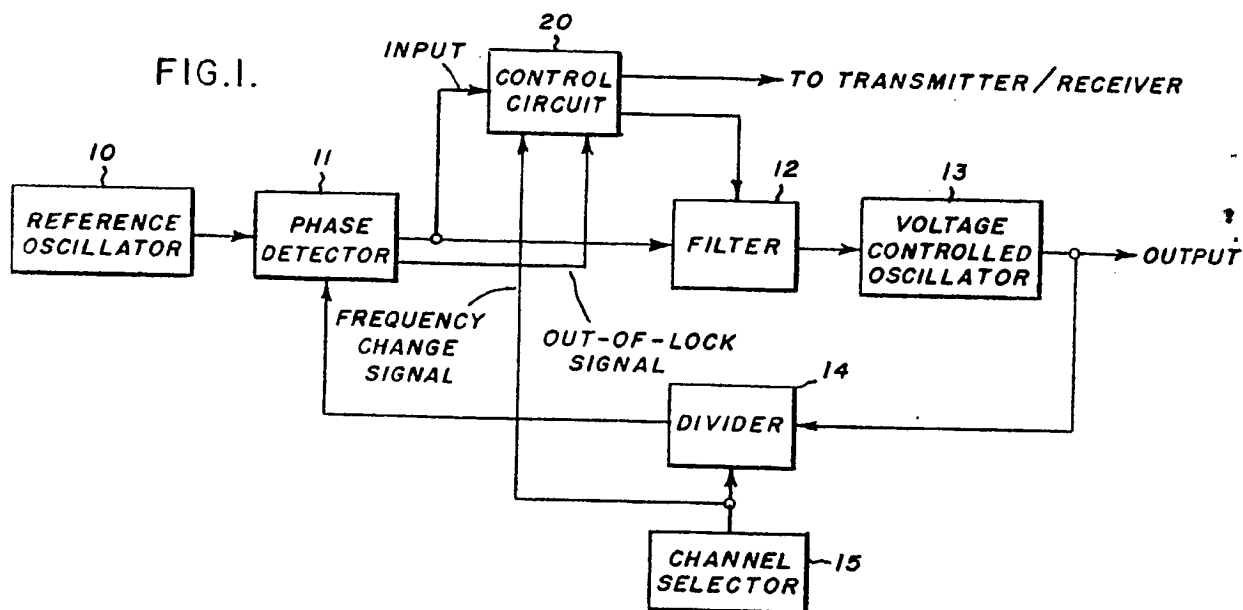 FIG.1.
INPUT
20
CONTROL
CIRCUIT
TO TRANSMITTER/RECEIVER
10
REFERENCE
OSCILLATOR
11
PHASE
DETECTOR
12
FILTER
13
VOLTAGE
CONTROLLED
OSCILLATOR
OUTPUT
FREQUENCY
CHANGE
SIGNAL
OUT-OF-LOCK
SIGNAL
14
DIVIDER
CHANNEL
SELECTOR
15